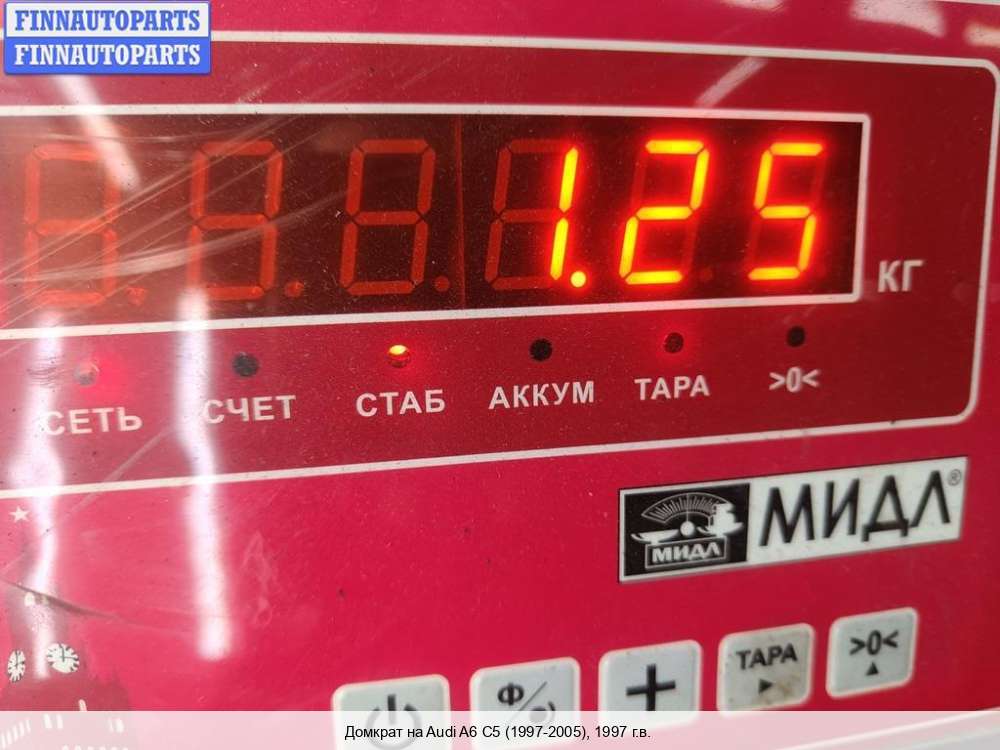 FINNAUTOPARTS
FINNAUTOPARTS
1.25
КГ
СЕТЬ СЧЕТ СТАБ АККУМ ТАРА >0<
МИДЛ МИДЛ®
Ф
+
ТАРА
>0<
Домкрат на Audi A6 C5 (1997-2005), 1997 г.в.